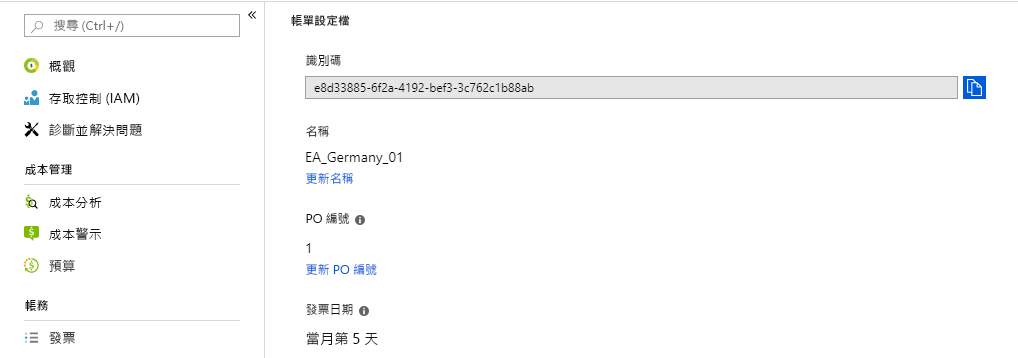 搜尋 (Ctrl+/)
«
概觀
存取控制 (IAM)
診斷並解決問題
成本管理
成本分析
成本警示
預算
帳務
發票
帳單設定檔
識別碼
e8d33885-6f2a-4192-bef3-3c762c1b88ab
名稱
EA_Germany_01
更新名稱
PO 編號
1
更新 PO 編號
發票日期
當月第 5 天